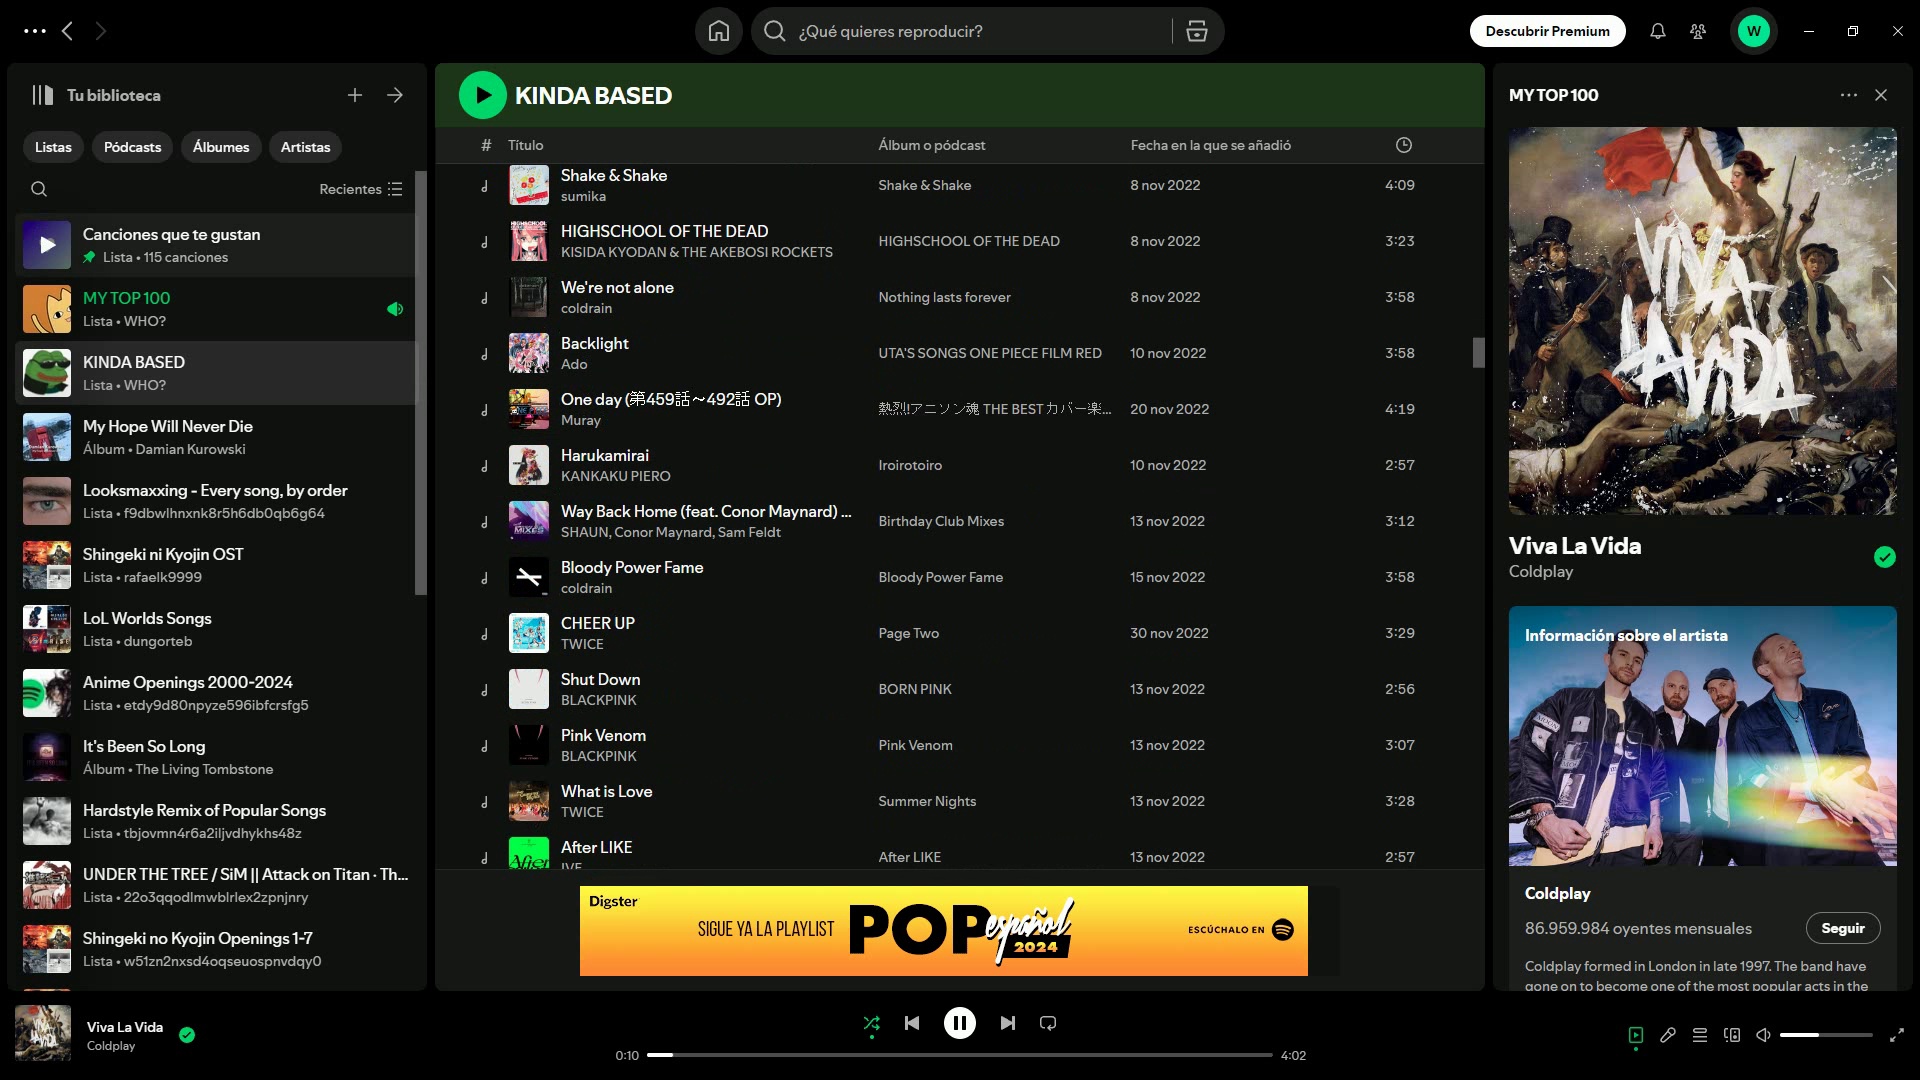 ¿Qué quieres reproducir?
Descubrir Premium
W
Tu biblioteca
Listas
Pódcasts
Álbumes
Artistas
Recientes
Canciones que te gustan
Lista • 115 canciones
MY TOP 100
Lista • WHO?
KINDA BASED
Lista • WHO?
My Hope Will Never Die
Álbum • Damian Kurowski
Looksmaxxing - Every song, by order
Lista • f9dbwlhnxnk8r5h6db0qb6g64
Shingeki ni Kyojin OST
Lista • rafaelk9999
LoL Worlds Songs
Lista • dungorteb
Anime Openings 2000-2024
Lista • etdy9d80npyze596ibfcrsfg5
It's Been So Long
Álbum • The Living Tombstone
Hardstyle Remix of Popular Songs
Lista • tbjovmn4r6a2iljvdhykhs48z
UNDER THE TREE / SiM || Attack on Titan · Th...
Lista • 22o3qqodlmwblrlex2zpnjnry
Shingeki no Kyojin Openings 1-7
Lista • w51zn2nxsd4oqseuospnvdqy0
KINDA BASED
# Título Álbum o pódcast Fecha en la que se añadió
Shake & Shake Shake & Shake 8 nov 2022 4:09
sumika
HIGHSCHOOL OF THE DEAD HIGHSCHOOL OF THE DEAD 8 nov 2022 3:23
KISIDA KYODAN & THE AKEBOSI ROCKETS
We're not alone Nothing lasts forever 8 nov 2022 3:58
coldrain
Backlight UTA'S SONGS ONE PIECE FILM RED 10 nov 2022 3:58
Ado
One day (第459話～492話 OP) 熱烈!アニソン魂 THE BESTカバー楽... 20 nov 2022 4:19
Muray
Harukamirai Iroirotoiro 10 nov 2022 2:57
KANKAKU PIERO
Way Back Home (feat. Conor Maynard) ... Birthday Club Mixes 13 nov 2022 3:12
SHAUN, Conor Maynard, Sam Feldt
Bloody Power Fame Bloody Power Fame 15 nov 2022 3:58
coldrain
CHEER UP Page Two 30 nov 2022 3:29
TWICE
Shut Down BORN PINK 13 nov 2022 2:56
BLACKPINK
Pink Venom Pink Venom 13 nov 2022 3:07
BLACKPINK
What is Love Summer Nights 13 nov 2022 3:28
TWICE
After LIKE After LIKE 13 nov 2022 2:57
IVE
Digster
SIGUE YA LA PLAYLIST POP español 2024 ESCÚCHALO EN
MY TOP 100
VIVA LA VIDA
Viva La Vida
Coldplay
Información sobre el artista
Coldplay
86.959.984 oyentes mensuales
Seguir
Coldplay formed in London in late 1997. The band have
gone on to become one of the most popular acts in the
Viva La Vida
Coldplay
0:10 4:02